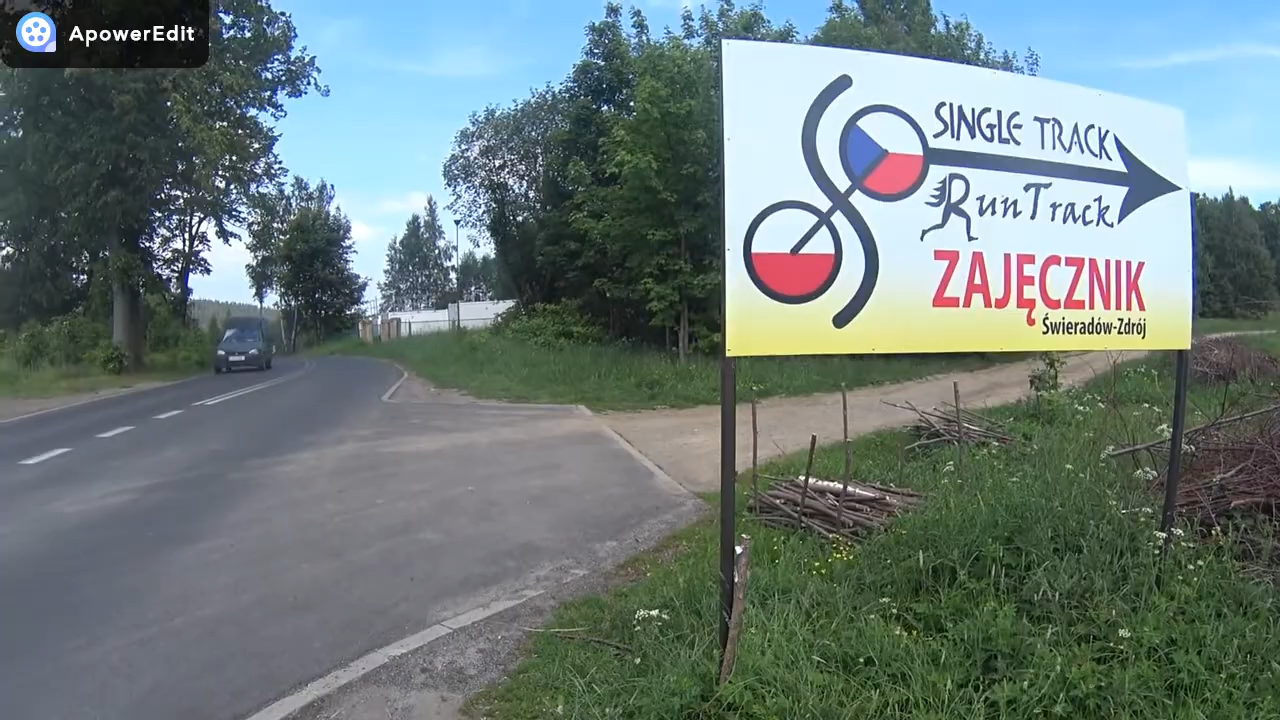 ApowerEdit
SINGLE TRACK
RunTrack
ZAJĘCZNIK
Świeradów-Zdrój